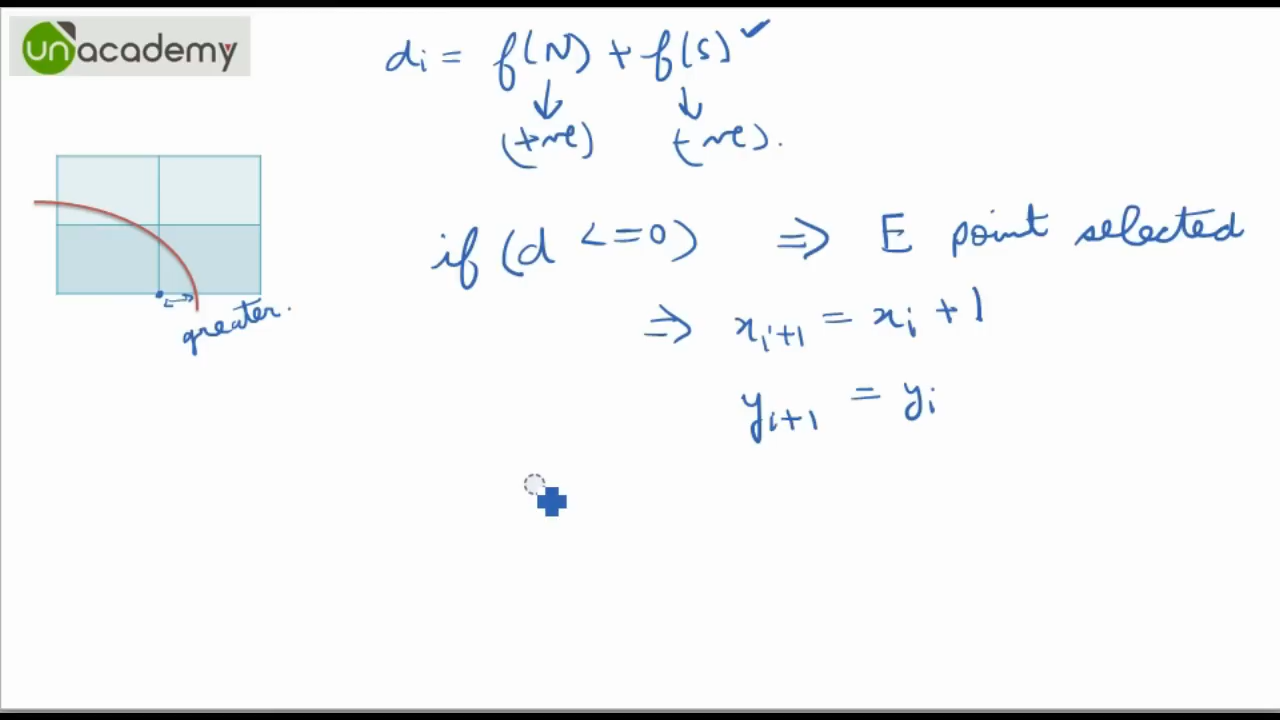 unacademy
di = f(N) + f(S) ✓
↓ ↓
(+ve) (-ve).
if (d <=0) ⇒ E point selected
greater.
⇒ xi+1 = xi + 1
yi+1 = yi